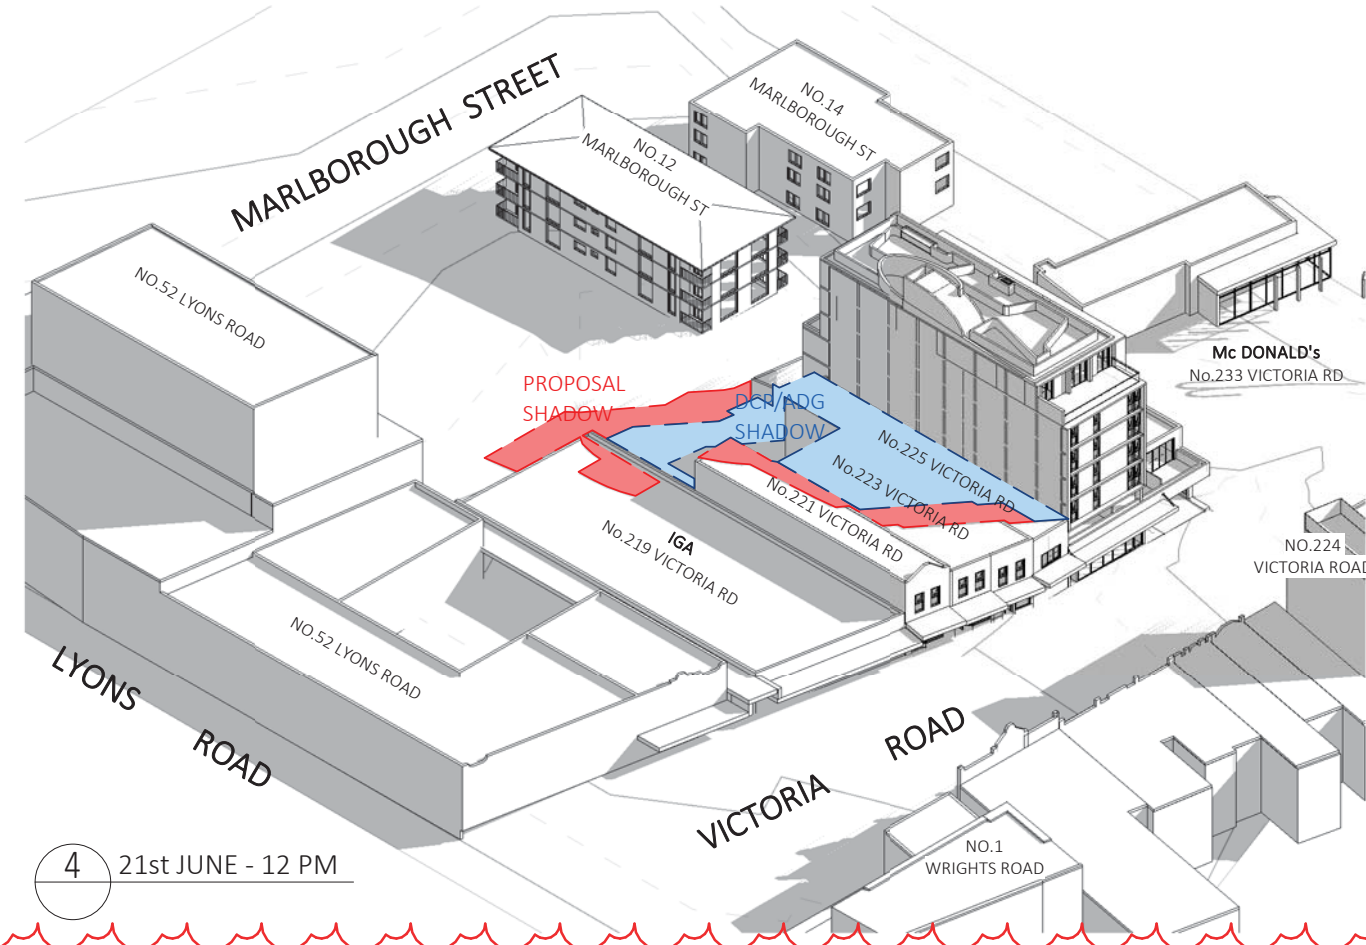 MARLBOROUGH STREET
NO.14
MARLBOROUGH ST
NO.12
MARLBOROUGH ST
NO.52 LYONS ROAD
Mc DONALD's
No.233 VICTORIA RD
PROPOSAL
SHADOW
DCP/ADG
SHADOW
No.225 VICTORIA RD
No.223 VICTORIA RD
No.221 VICTORIA RD
IGA
No.219 VICTORIA RD
NO.224
VICTORIA ROAD
NO.52 LYONS ROAD
LYONS ROAD
VICTORIA ROAD
NO.1
WRIGHTS ROAD
4
21st JUNE - 12 PM